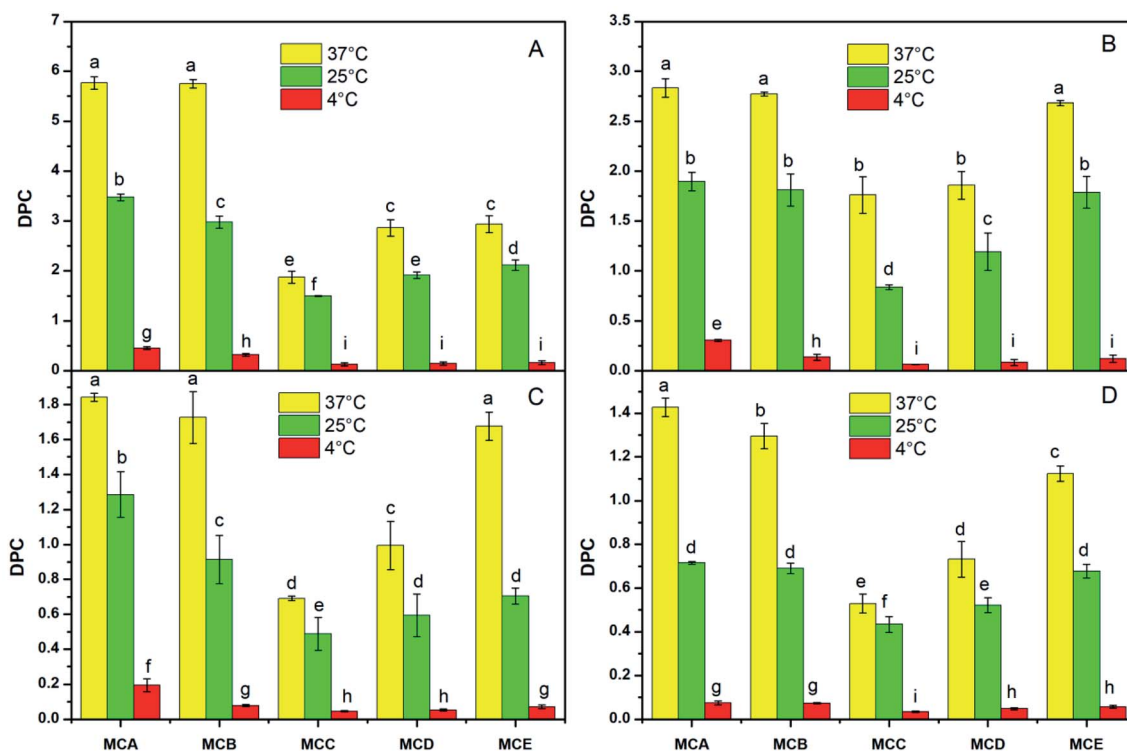 7
6
5
4
3
2
1
0
DPC
A
37°C
25°C
4°C
a
b
g
a
c
h
e
f
i
c
e
i
c
d
i
3.5
3.0
2.5
2.0
1.5
1.0
0.5
0.0
DPC
B
37°C
25°C
4°C
a
b
e
a
b
h
b
d
i
b
c
i
a
b
i
1.8
1.6
1.4
1.2
1.0
0.8
0.6
0.4
0.2
0.0
DPC
C
37°C
25°C
4°C
a
b
f
a
c
g
d
e
h
c
d
h
a
d
g
MCA MCB MCC MCD MCE
1.4
1.2
1.0
0.8
0.6
0.4
0.2
0.0
DPC
D
37°C
25°C
4°C
a
d
g
b
d
g
e
f
i
d
e
h
c
d
h
MCA MCB MCC MCD MCE